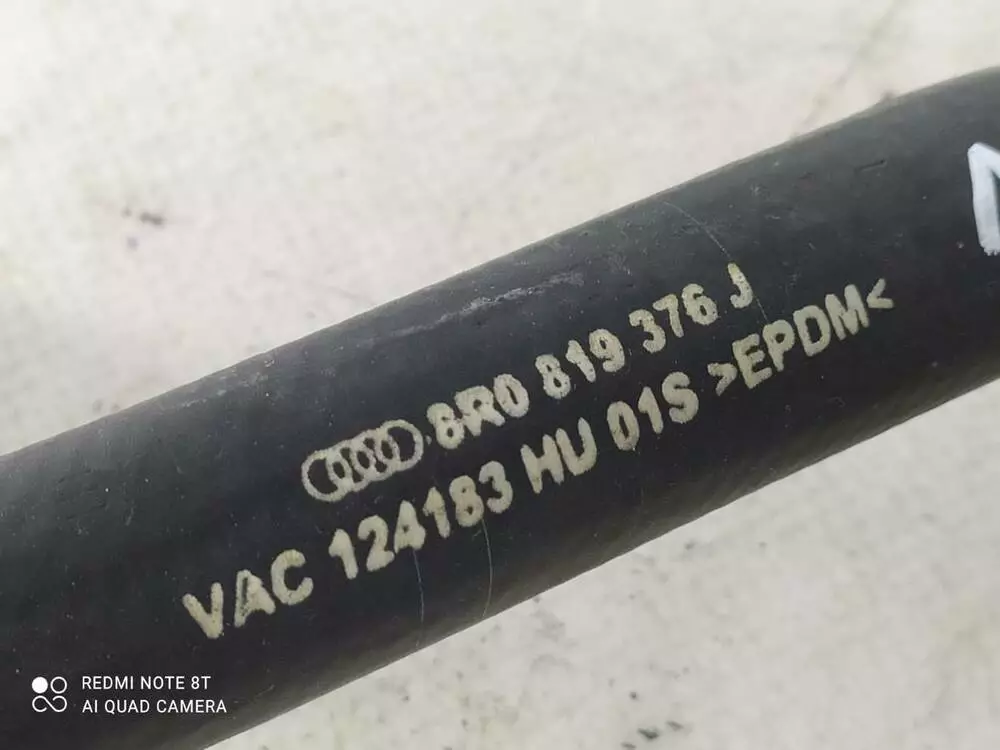 8R0 819 376 J
VAC 124183 HU 01S >EPDM<
REDMI NOTE 8T
AI QUAD CAMERA